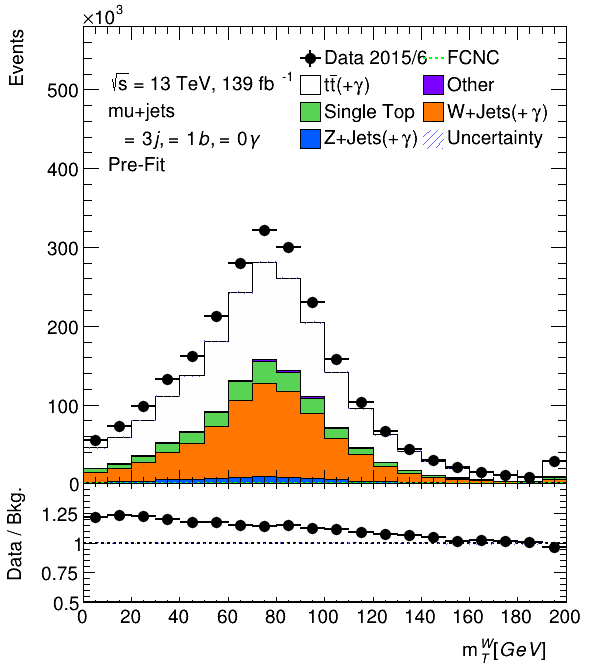 ×10³
Events
√s = 13 TeV, 139 fb⁻¹
mu+jets
= 3j, = 1b, = 0γ
Pre-Fit
Data 2015/6
FCNC
tt̄(+γ)
Other
Single Top
W+Jets(+γ)
Z+Jets(+γ)
Uncertainty
500
400
300
200
100
0
Data / Bkg.
1.25
1
0.75
0.5
0 20 40 60 80 100 120 140 160 180 200
m_T^W[GeV]